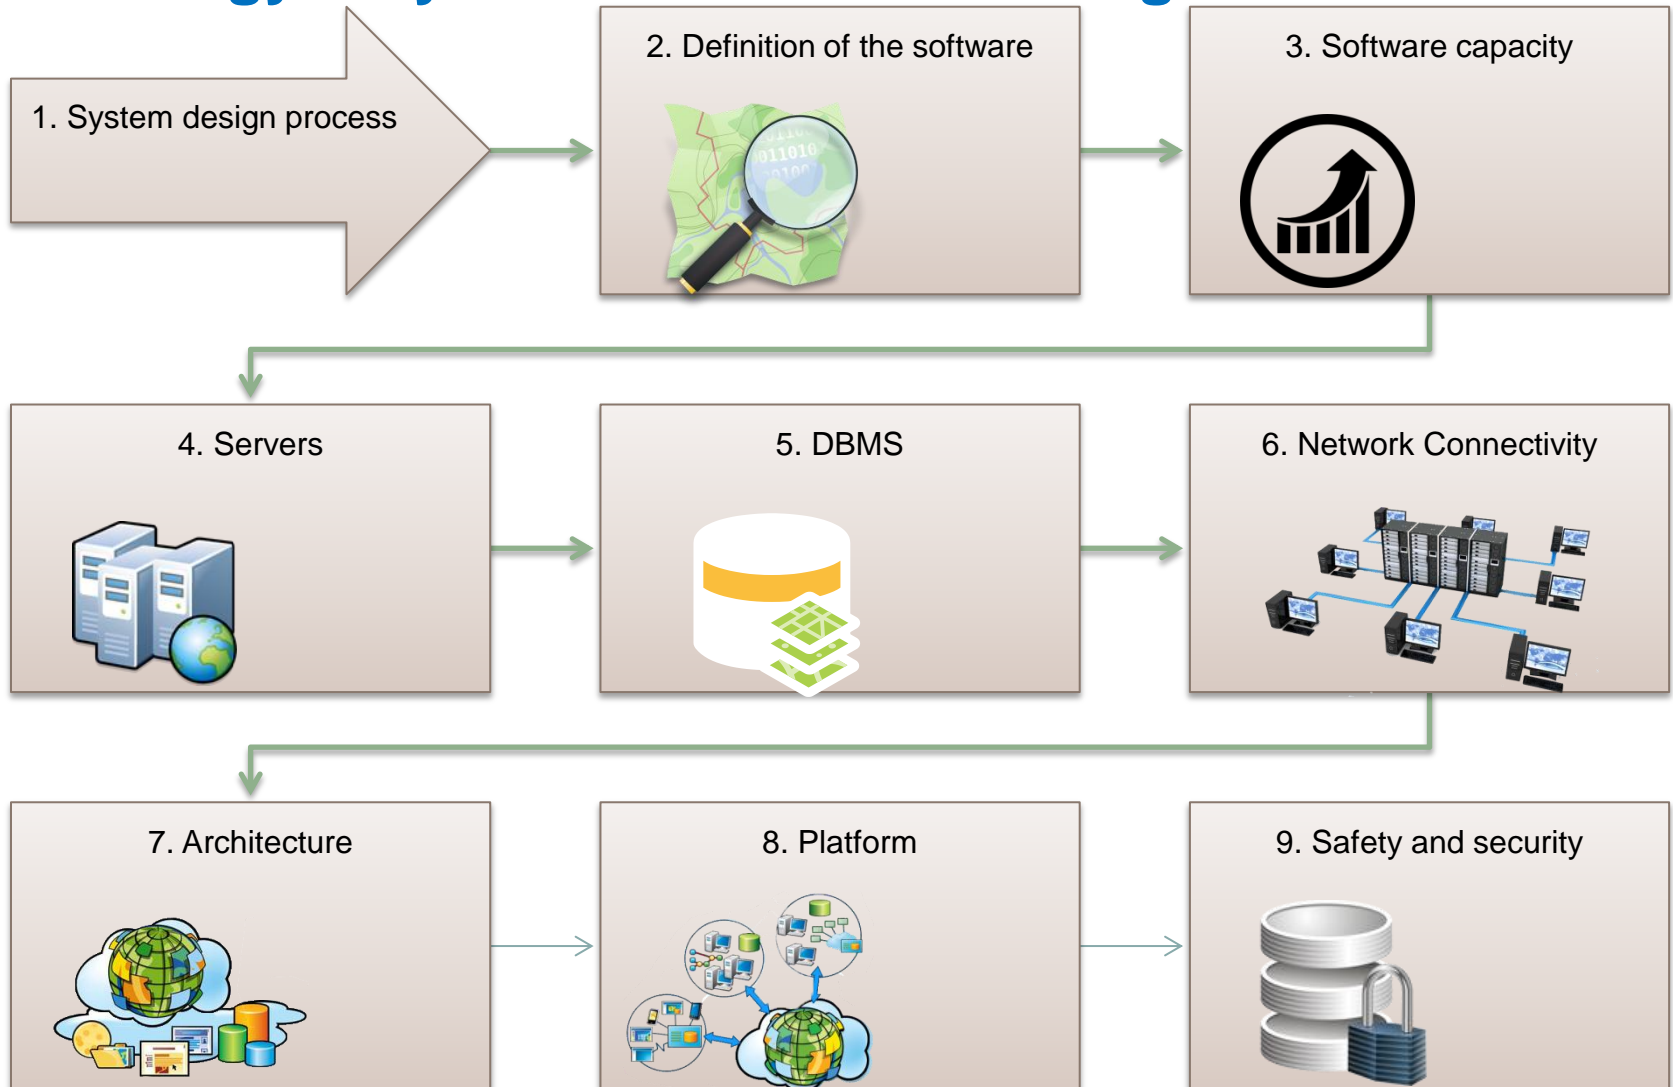 1. System design process
2. Definition of the software
3. Software capacity
011010
4. Servers
5. DBMS
6. Network Connectivity
7. Architecture
8. Platform
9. Safety and security